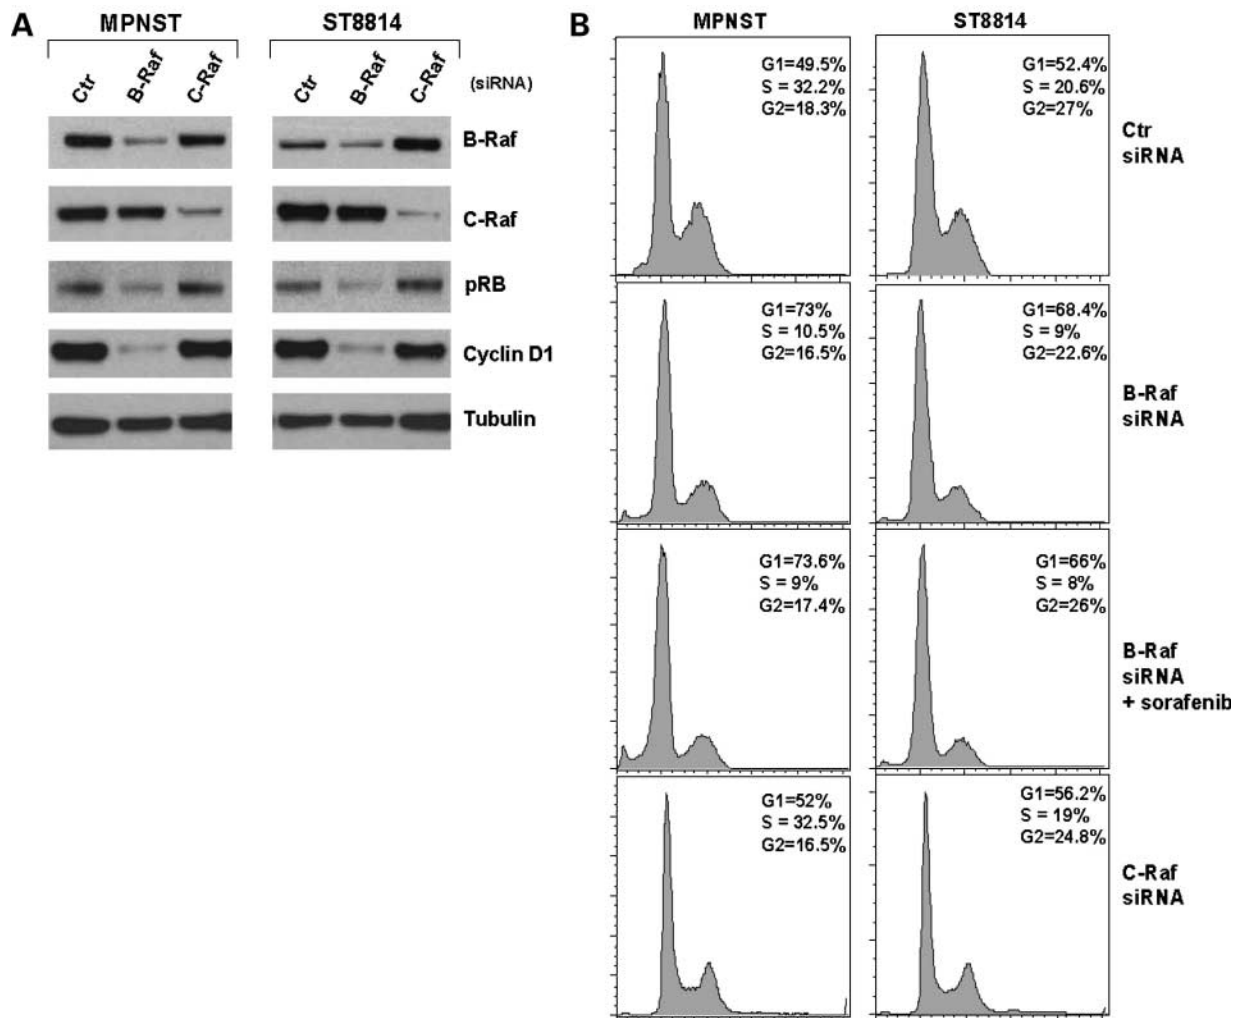 A
MPNST
ST8814
Ctr
B-Raf
C-Raf
Ctr
B-Raf
C-Raf
(siRNA)
B-Raf
C-Raf
pRB
Cyclin D1
Tubulin
B
MPNST
ST8814
G1=49.5%
S = 32.2%
G2=18.3%
G1=52.4%
S = 20.6%
G2=27%
Ctr
siRNA
G1=73%
S = 10.5%
G2=16.5%
G1=68.4%
S = 9%
G2=22.6%
B-Raf
siRNA
G1=73.6%
S = 9%
G2=17.4%
G1=66%
S = 8%
G2=26%
B-Raf
siRNA
+ sorafenib
G1=52%
S = 32.5%
G2=16.5%
G1=56.2%
S = 19%
G2=24.8%
C-Raf
siRNA